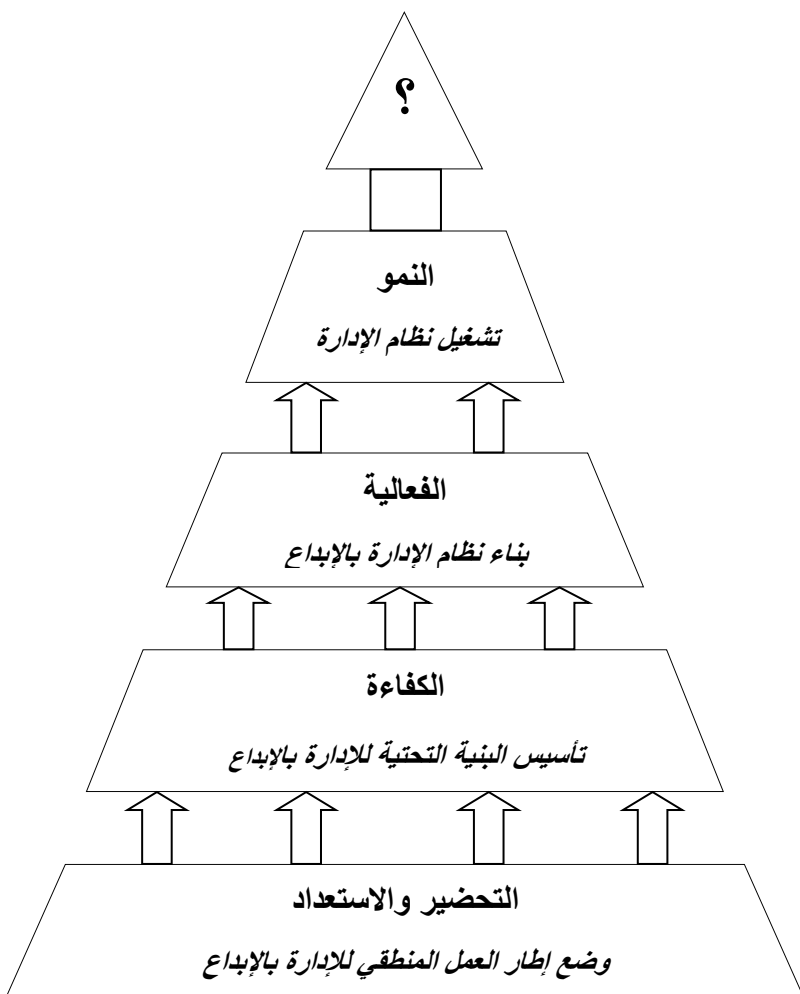 ؟
النمو
تشغيل نظام الإدارة
الفعالية
بناء نظام الإدارة بالإبداع
الكفاءة
تأسيس البنية التحتية للإدارة بالإبداع
التحضير والاستعداد
وضع إطار العمل المنطقي للإدارة بالإبداع